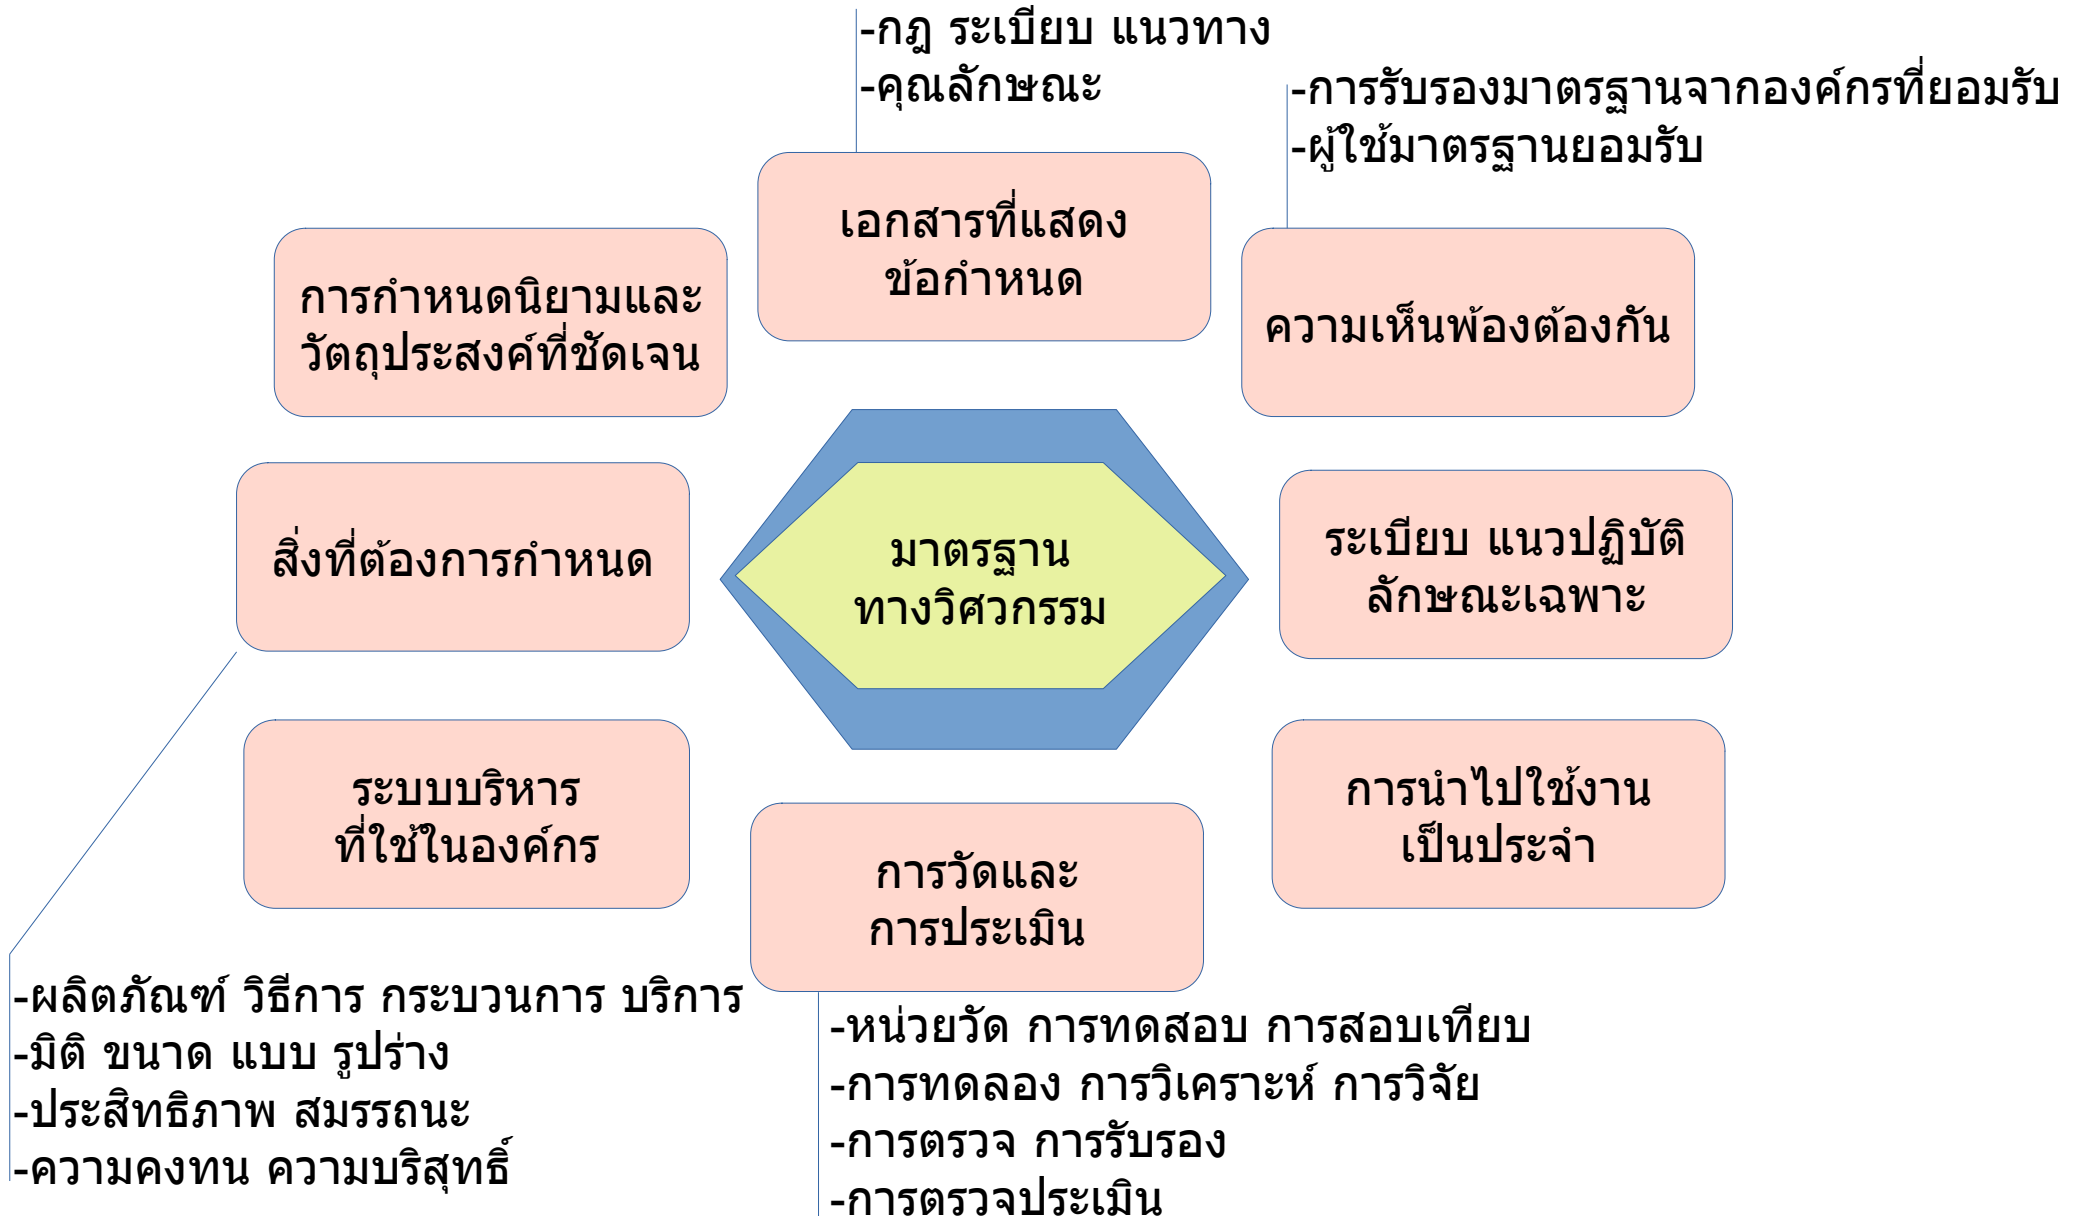 -กฎ ระเบียบ แนวทาง
-คุณลักษณะ
-การรับรองมาตรฐานจากองค์กรที่ยอมรับ
-ผู้ใช้มาตรฐานยอมรับ
เอกสารที่แสดง
ข้อกำหนด
การกำหนดนิยามและ
วัตถุประสงค์ที่ชัดเจน
ความเห็นพ้องต้องกัน
สิ่งที่ต้องการกำหนด
มาตรฐาน
ทางวิศวกรรม
ระเบียบ แนวปฏิบัติ
ลักษณะเฉพาะ
ระบบบริหาร
ที่ใช้ในองค์กร
การวัดและ
การประเมิน
การนำไปใช้งาน
เป็นประจำ
-ผลิตภัณฑ์ วิธีการ กระบวนการ บริการ
-มิติ ขนาด แบบ รูปร่าง
-ประสิทธิภาพ สมรรถนะ
-ความคงทน ความบริสุทธิ์
-หน่วยวัด การทดสอบ การสอบเทียบ
-การทดลอง การวิเคราะห์ การวิจัย
-การตรวจ การรับรอง
-การตรวจประเมิน